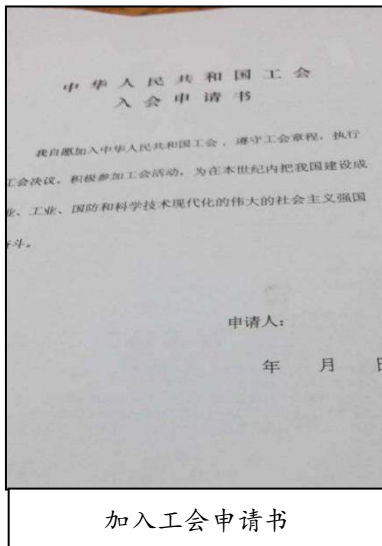 中华人民共和国工会
入会申请书
我自愿加入中华人民共和国工会，遵守工会章程，执行
工会决议，积极参加工会活动，为在本世纪内把我国建设成
业、工业、国防和科学技术现代化的伟大的社会主义强国
斗。
申请人：
年 月 日
加入工会申请书